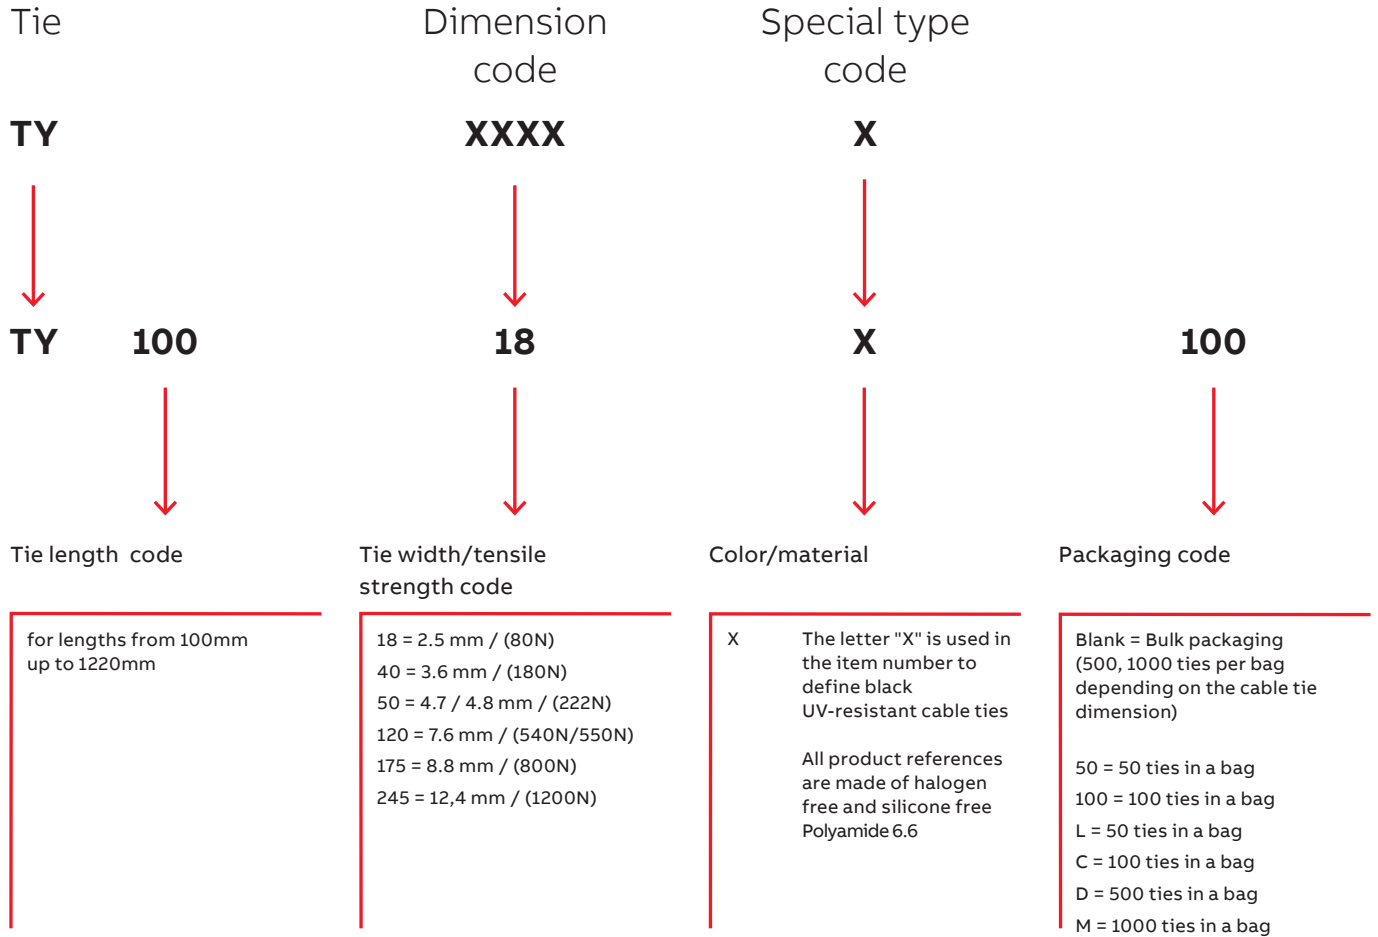 Tie
Dimension
code
Special type
code
TY
XXXX
X
TY
100
18
X
100
Tie length code
for lengths from 100mm
up to 1220mm
Tie width/tensile
strength code
18 = 2.5 mm / (80N)
40 = 3.6 mm / (180N)
50 = 4.7 / 4.8 mm / (222N)
120 = 7.6 mm / (540N/550N)
175 = 8.8 mm / (800N)
245 = 12,4 mm / (1200N)
Color/material
X
The letter "X" is used in
the item number to
define black
UV-resistant cable ties
All product references
are made of halogen
free and silicone free
Polyamide 6.6
Packaging code
Blank = Bulk packaging
(500, 1000 ties per bag
depending on the cable tie
dimension)
50 = 50 ties in a bag
100 = 100 ties in a bag
L = 50 ties in a bag
C = 100 ties in a bag
D = 500 ties in a bag
M = 1000 ties in a bag